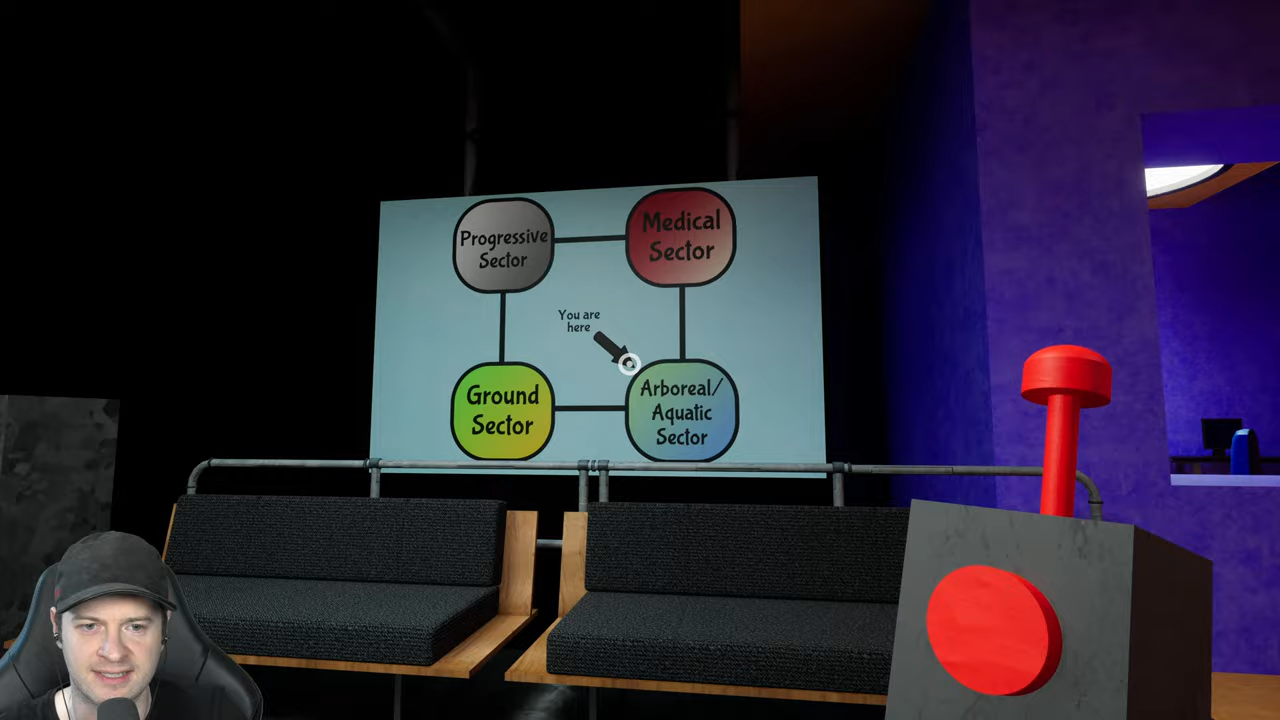 Progressive
Sector
Medical
Sector
You are
here
Ground
Sector
Arboreal/
Aquatic
Sector